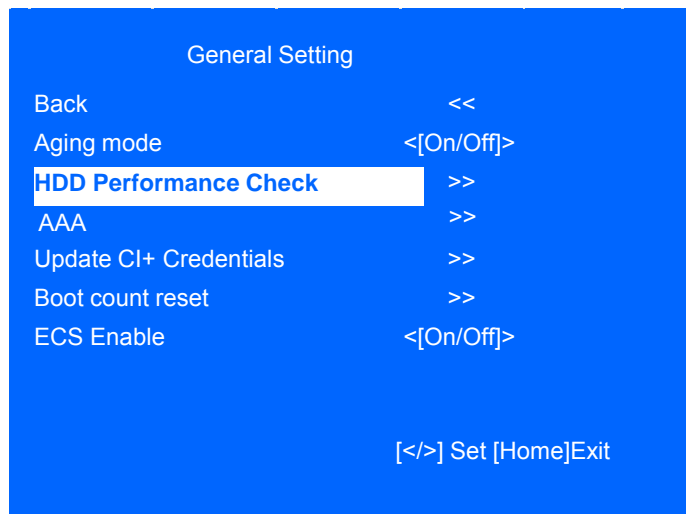 General Setting
Back <<
Aging mode <[On/Off]>
HDD Performance Check >>
AAA >>
Update CI+ Credentials >>
Boot count reset >>
ECS Enable <[On/Off]>
[</>] Set [Home]Exit